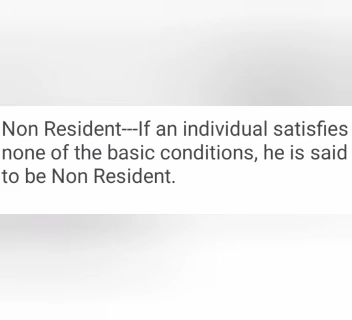 Non Resident---If an individual satisfies
none of the basic conditions, he is said
to be Non Resident.